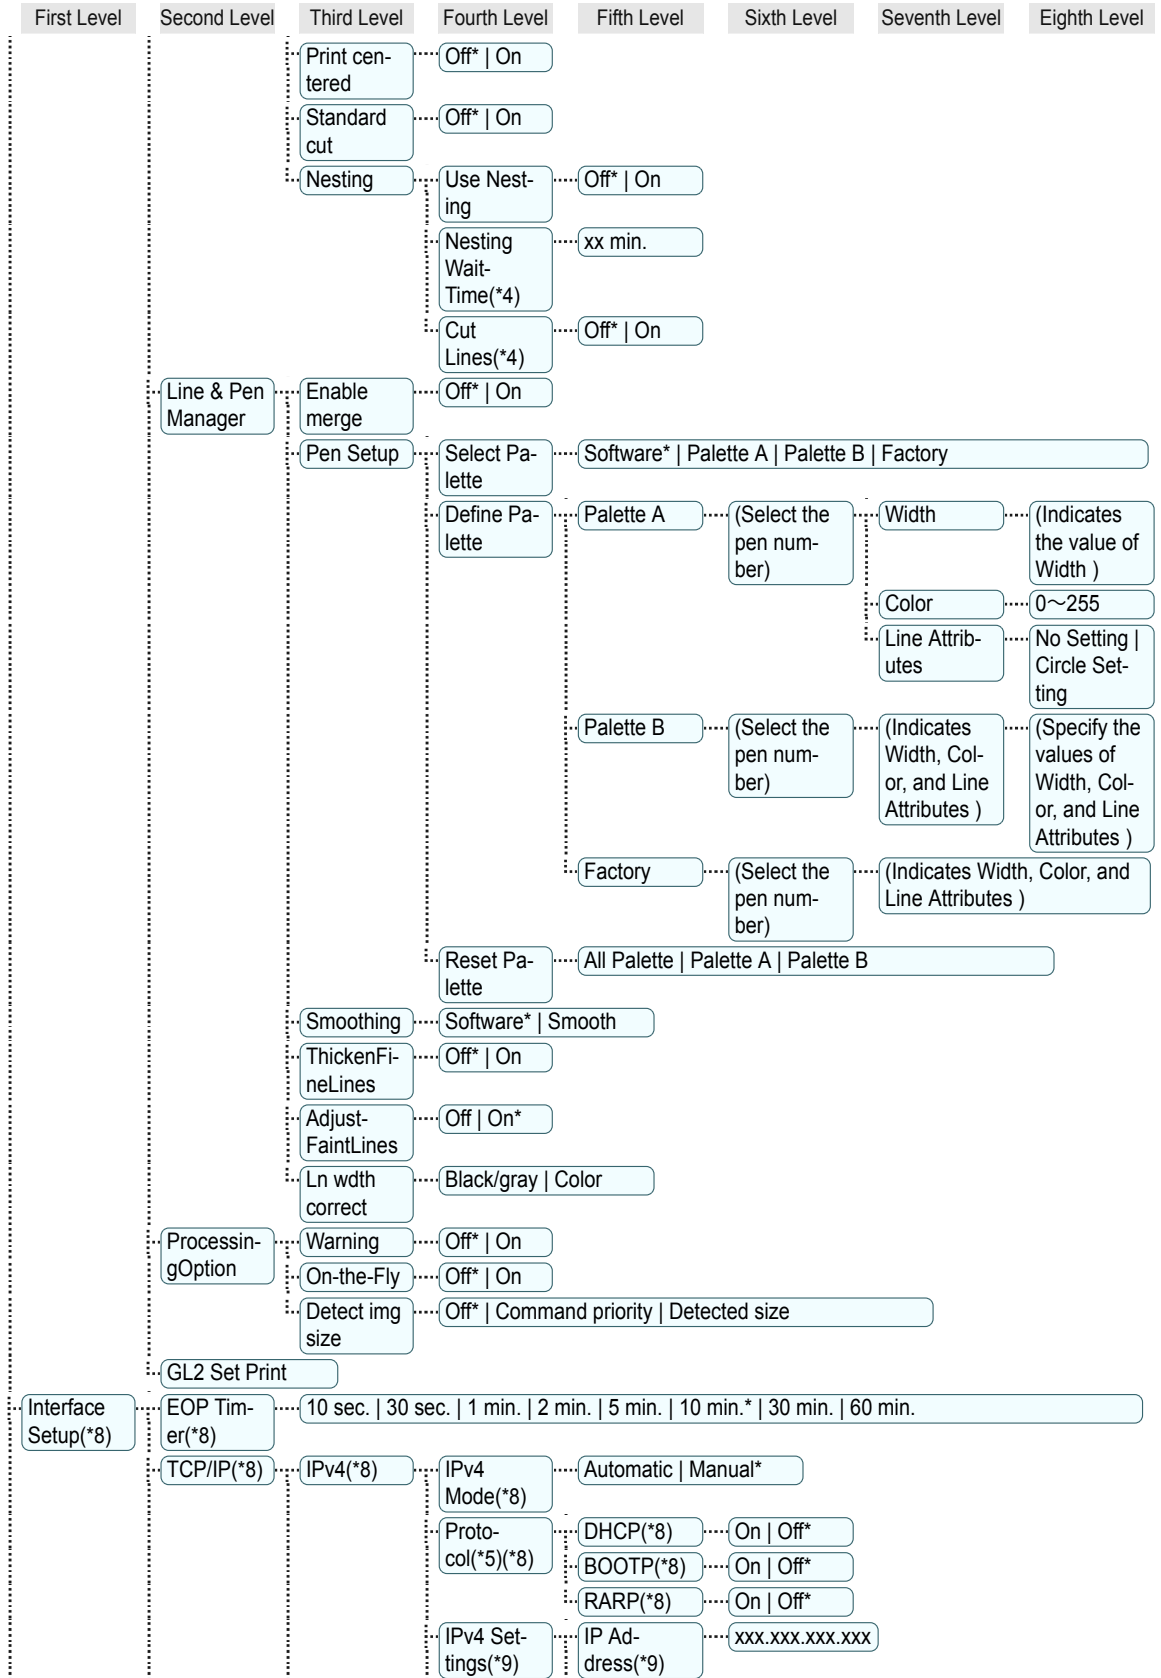 First Level Second Level Third Level Fourth Level Fifth Level Sixth Level Seventh Level Eighth Level
Print cen-
tered
Off* | On
Standard
cut
Off* | On
Nesting
Use Nest-
ing
Off* | On
Nesting
Wait-
Time(*4)
xx min.
Cut
Lines(*4)
Off* | On
Line & Pen
Manager
Enable
merge
Off* | On
Pen Setup
Select Pa-
lette
Software* | Palette A | Palette B | Factory
Define Pa-
lette
Palette A
(Select the
pen num-
ber)
Width
(Indicates
the value of
Width )
Color
0～255
Line Attrib-
utes
No Setting |
Circle Set-
ting
Palette B
(Select the
pen num-
ber)
(Indicates
Width, Col-
or, and Line
Attributes )
(Specify the
values of
Width, Col-
or, and Line
Attributes )
Factory
(Select the
pen num-
ber)
(Indicates Width, Color, and
Line Attributes )
Reset Pa-
lette
All Palette | Palette A | Palette B
Smoothing
Software* | Smooth
ThickenFi-
neLines
Off* | On
Adjust-
FaintLines
Off | On*
Ln wdth
correct
Black/gray | Color
Processin-
gOption
Warning
Off* | On
On-the-Fly
Off* | On
Detect img
size
Off* | Command priority | Detected size
GL2 Set Print
Interface
Setup(*8)
EOP Tim-
er(*8)
10 sec. | 30 sec. | 1 min. | 2 min. | 5 min. | 10 min.* | 30 min. | 60 min.
TCP/IP(*8)
IPv4(*8)
IPv4
Mode(*8)
Automatic | Manual*
Proto-
col(*5)(*8)
DHCP(*8)
On | Off*
BOOTP(*8)
On | Off*
RARP(*8)
On | Off*
IPv4 Set-
tings(*9)
IP Ad-
dress(*9)
xxx.xxx.xxx.xxx